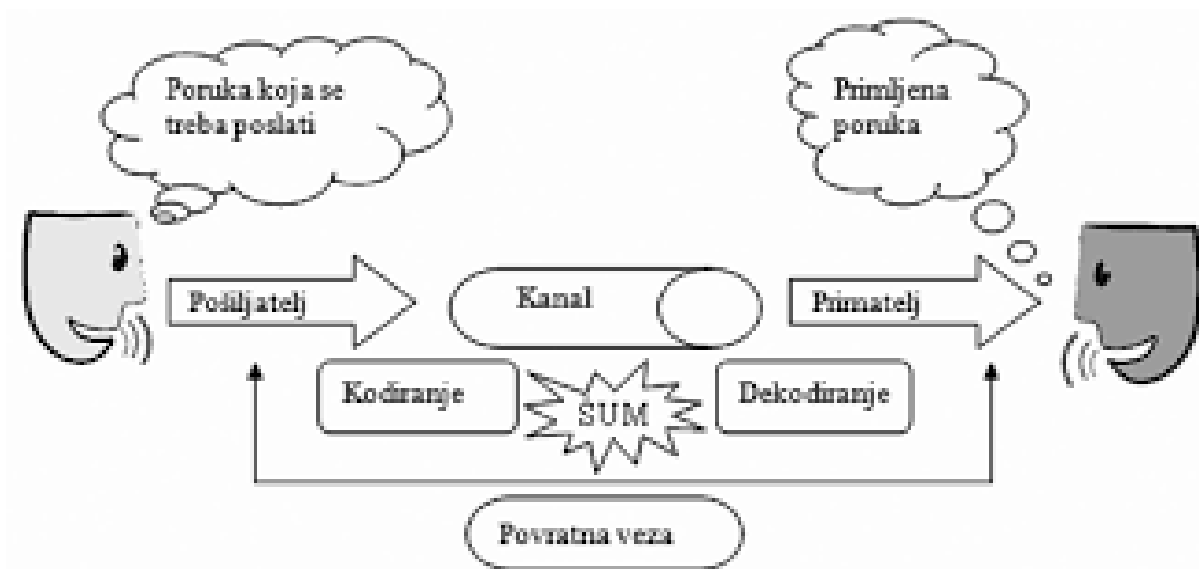 Poruka koja se
treba poslati
Primljena
poruka
Pošiljatelj
Kanal
Primatelj
Kodiranje
ŠUM
Dekodiranje
Povratna veza